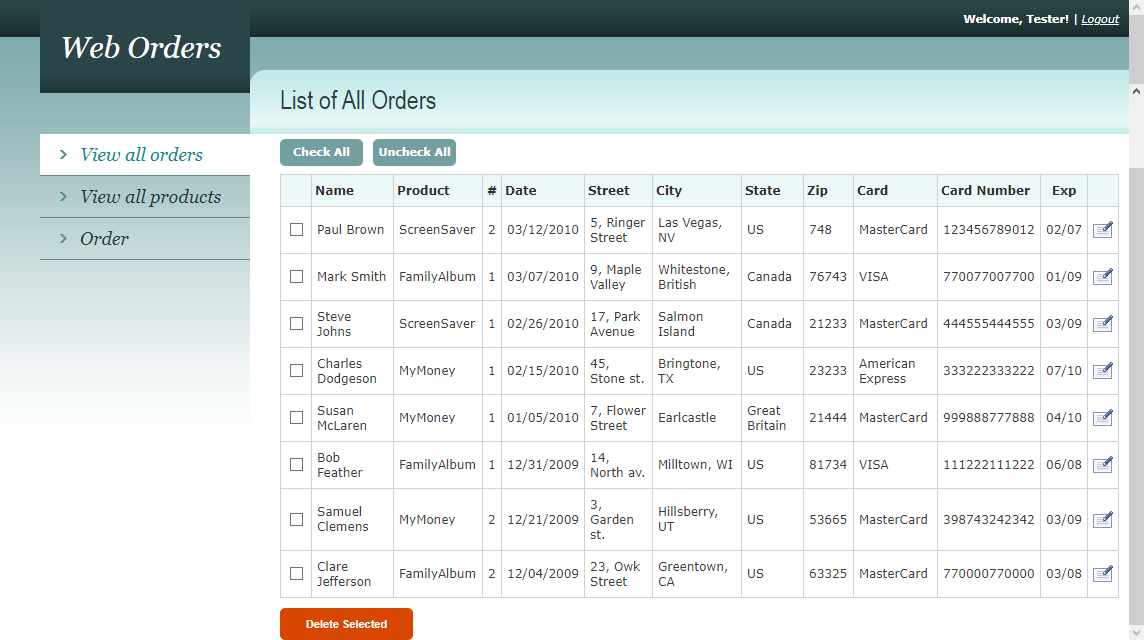 Welcome, Tester! | Logout
Web Orders
List of All Orders
View all orders
View all products
Order
Check All Uncheck All
Name Product # Date Street City State Zip Card Card Number Exp
Paul Brown ScreenSaver 2 03/12/2010 5, Ringer Street Las Vegas, NV US 748 MasterCard 123456789012 02/07
Mark Smith FamilyAlbum 1 03/07/2010 9, Maple Valley Whitestone, British Canada 76743 VISA 770077007700 01/09
Steve Johns ScreenSaver 1 02/26/2010 17, Park Avenue Salmon Island Canada 21233 MasterCard 444555444555 03/09
Charles Dodgeson MyMoney 1 02/15/2010 45, Stone st. Bringtone, TX US 23233 American Express 333222333222 07/10
Susan McLaren MyMoney 1 01/05/2010 7, Flower Street Earlcastle Great Britain 21444 MasterCard 999888777888 04/10
Bob Feather FamilyAlbum 1 12/31/2009 14, North av. Milltown, WI US 81734 VISA 111222111222 06/08
Samuel Clemens MyMoney 2 12/21/2009 3, Garden st. Hillsberry, UT US 53665 MasterCard 398743242342 03/09
Clare Jefferson FamilyAlbum 2 12/04/2009 23, Owk Street Greentown, CA US 63325 MasterCard 770000770000 03/08
Delete Selected